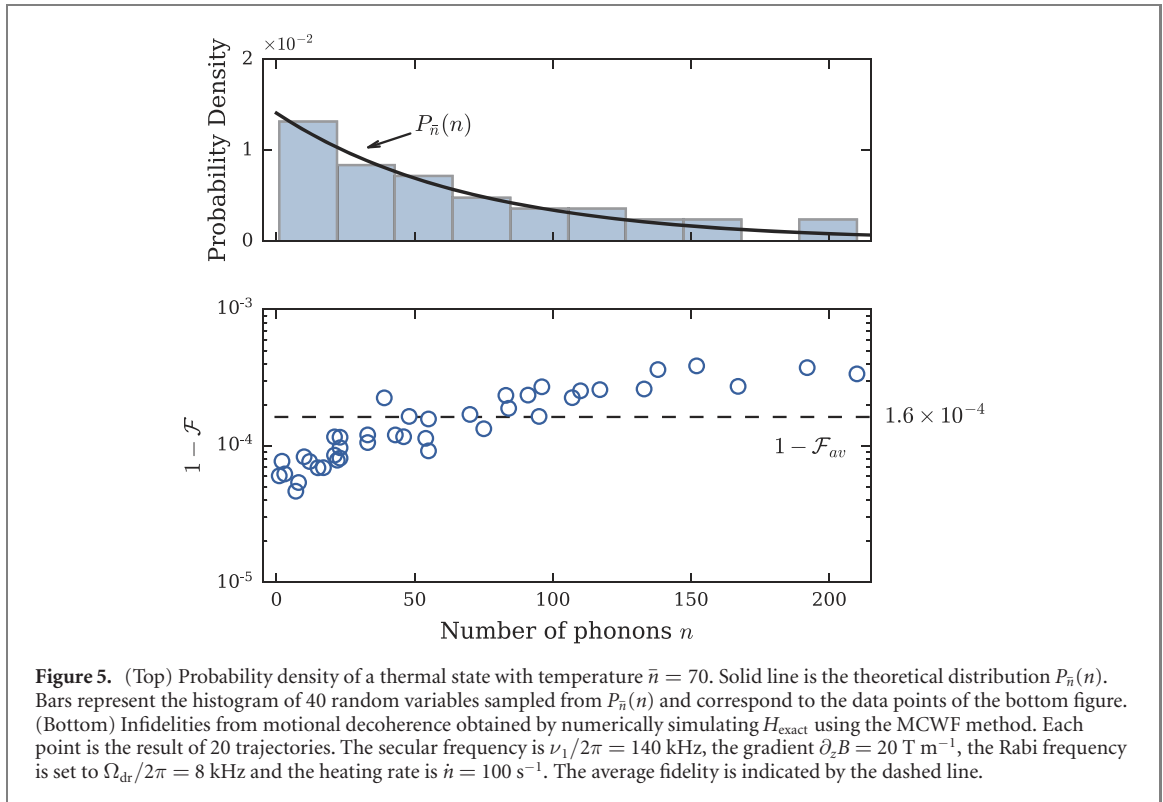 ×10⁻²
2
1
0
Probability Density
P_n̄(n)
10⁻³
10⁻⁴
10⁻⁵
1 − F
1.6 × 10⁻⁴
1 − F_av
0 50 100 150 200
Number of phonons n
Figure 5. (Top) Probability density of a thermal state with temperature n̄ = 70. Solid line is the theoretical distribution P_n̄(n).
Bars represent the histogram of 40 random variables sampled from P_n̄(n) and correspond to the data points of the bottom figure.
(Bottom) Infidelities from motional decoherence obtained by numerically simulating H_exact using the MCWF method. Each
point is the result of 20 trajectories. The secular frequency is ν₁/2π = 140 kHz, the gradient ∂_zB = 20 T m⁻¹, the Rabi frequency
is set to Ω_dr/2π = 8 kHz and the heating rate is ṅ = 100 s⁻¹. The average fidelity is indicated by the dashed line.